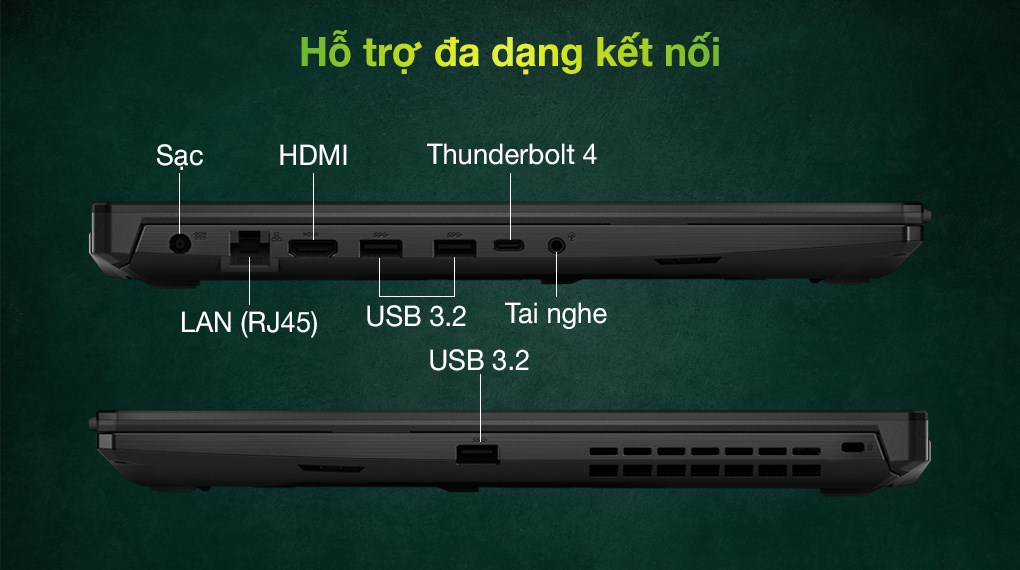 Hỗ trợ đa dạng kết nối
Sạc
HDMI
Thunderbolt 4
LAN (RJ45)
USB 3.2
Tai nghe
USB 3.2